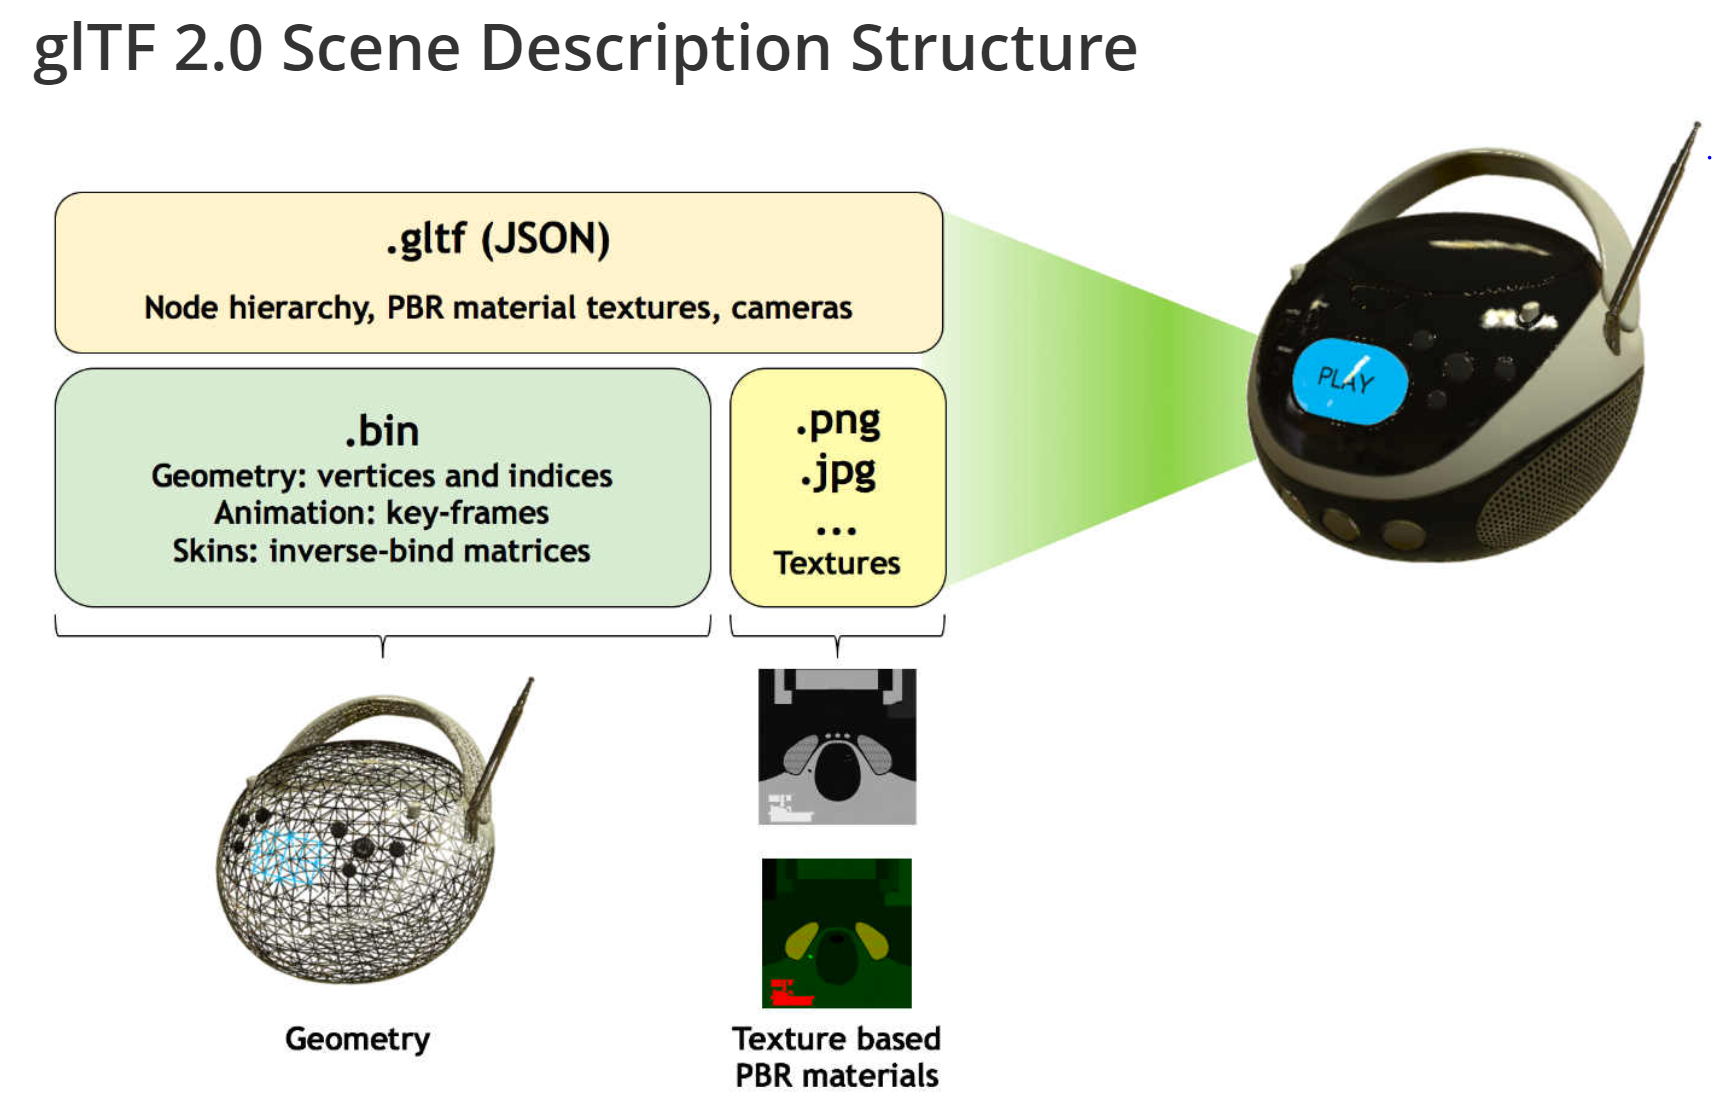 glTF 2.0 Scene Description Structure
.gltf (JSON)
Node hierarchy, PBR material textures, cameras
.bin
Geometry: vertices and indices
Animation: key-frames
Skins: inverse-bind matrices
.png
.jpg
...
Textures
PLAY
Geometry
Texture based
PBR materials